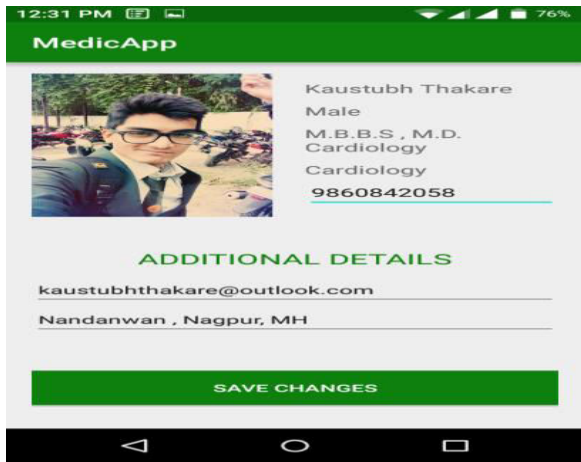 12:31 PM
76%
MedicApp
Kaustubh Thakare
Male
M.B.B.S , M.D.
Cardiology
Cardiology
9860842058
ADDITIONAL DETAILS
kaustubhthakare@outlook.com
Nandanwan , Nagpur, MH
SAVE CHANGES